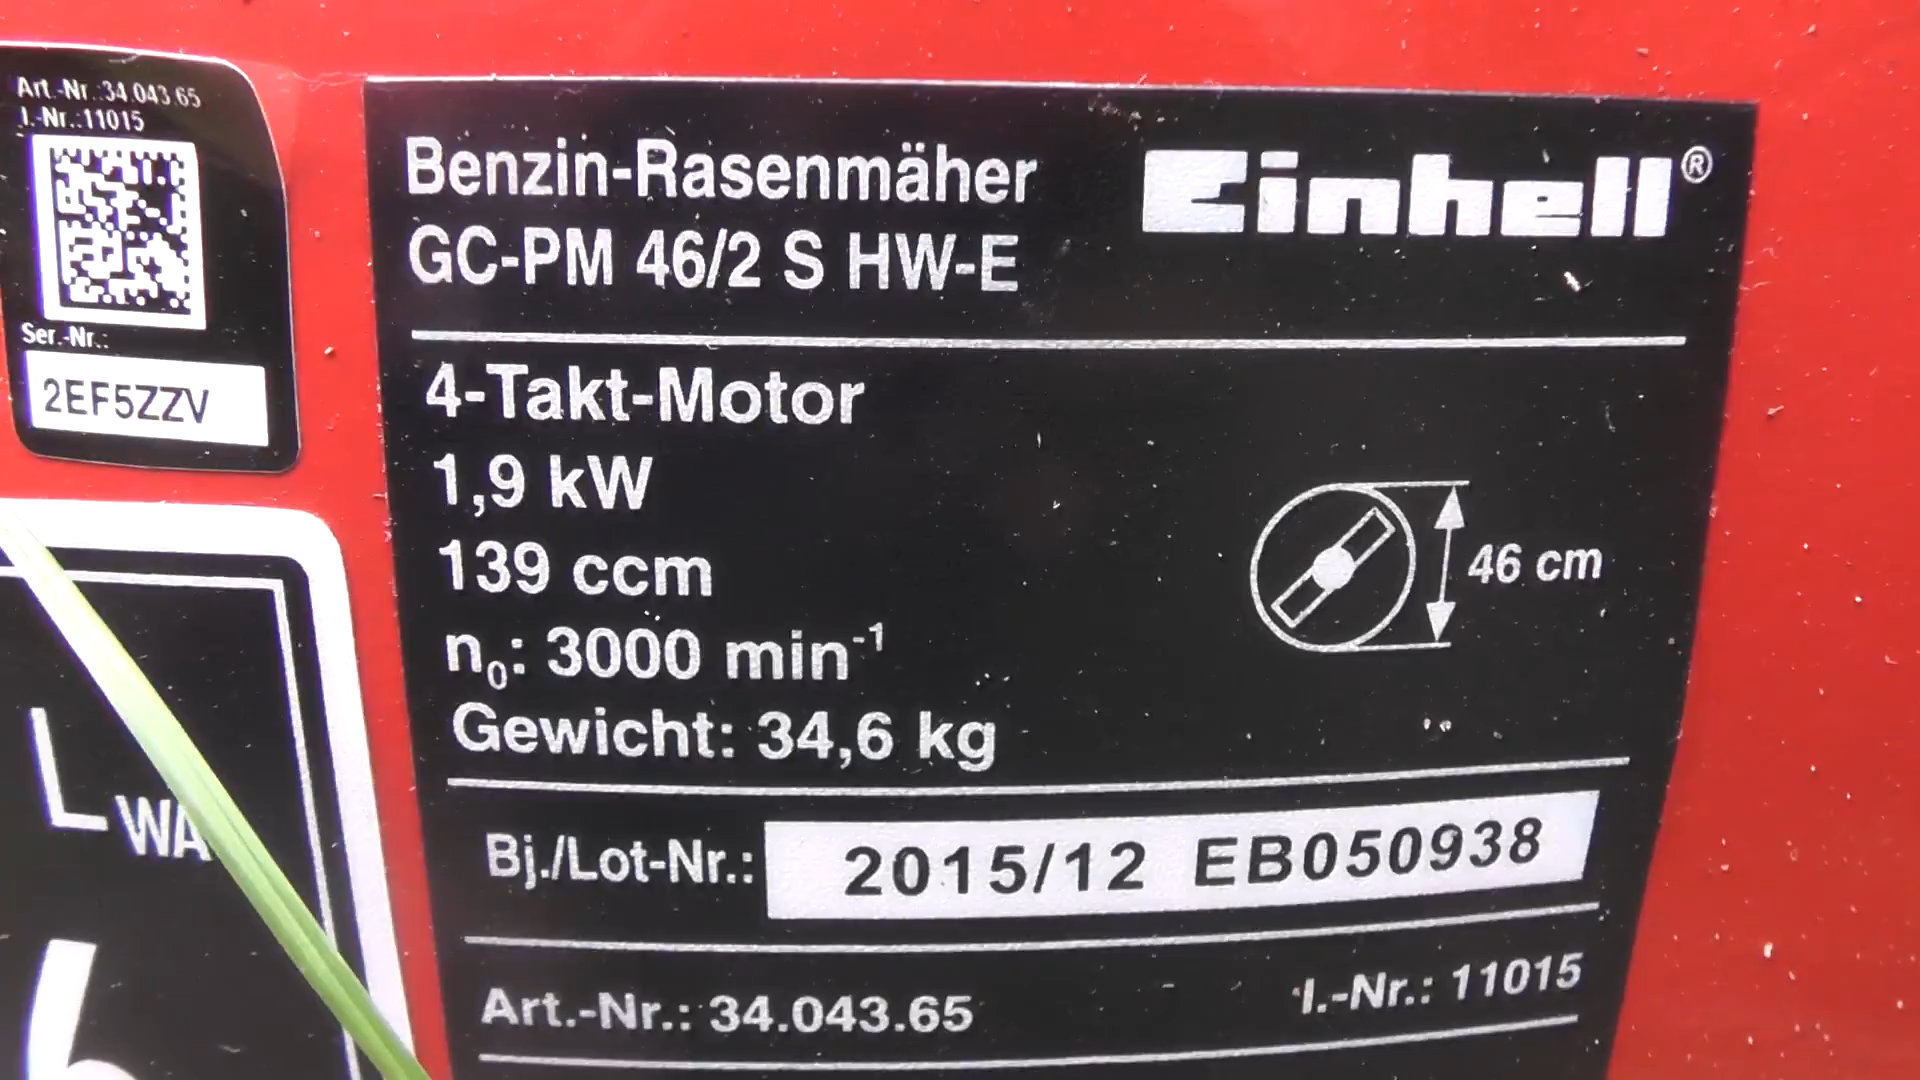 Art.-Nr.:34.043.65
I.-Nr.:11015
Ser.-Nr.:
2EF5ZZV
Benzin-Rasenmäher
GC-PM 46/2 S HW-E
Einhell®
4-Takt-Motor
1,9 kW
139 ccm
n₀: 3000 min⁻¹
Gewicht: 34,6 kg
46 cm
Bj./Lot-Nr.: 2015/12 EB050938
Art.-Nr.: 34.043.65
I.-Nr.: 11015
LWA